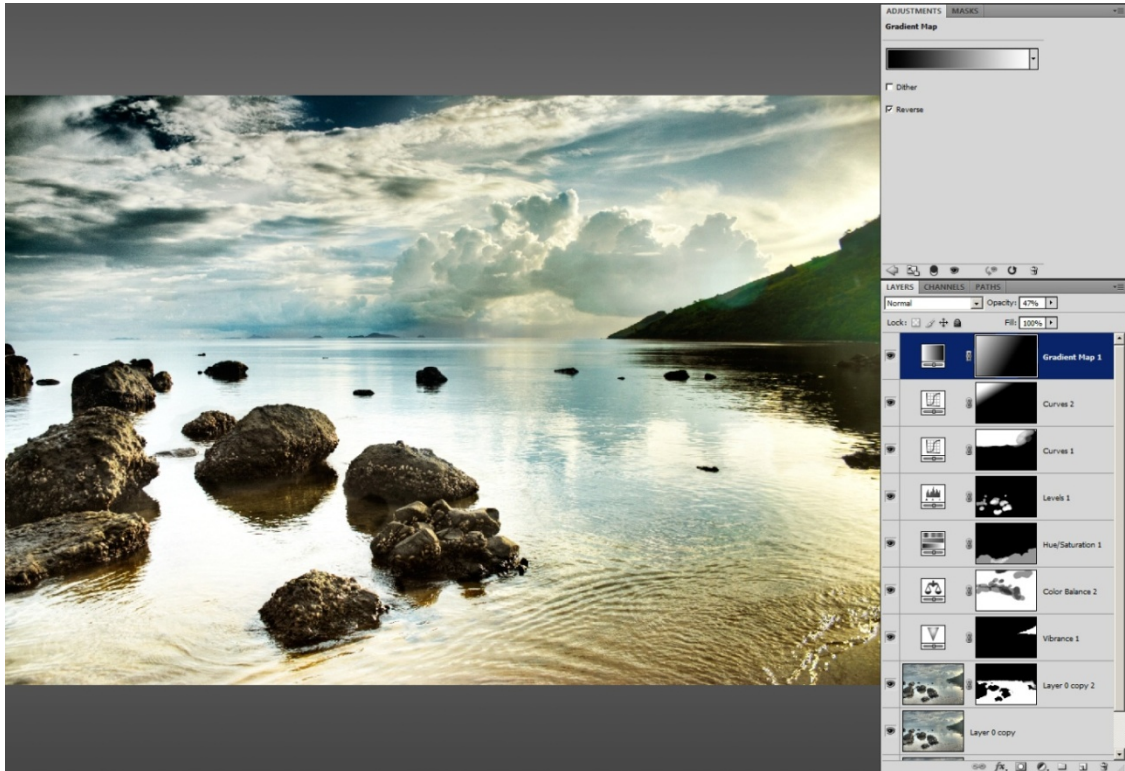 ADJUSTMENTS MASKS
Gradient Map
Dither
Reverse
LAYERS CHANNELS PATHS
Normal Opacity: 47%
Lock: Fill: 100%
Gradient Map 1
Curves 2
Curves 1
Levels 1
Hue/Saturation 1
Color Balance 2
Vibrance 1
Layer 0 copy 2
Layer 0 copy
fx